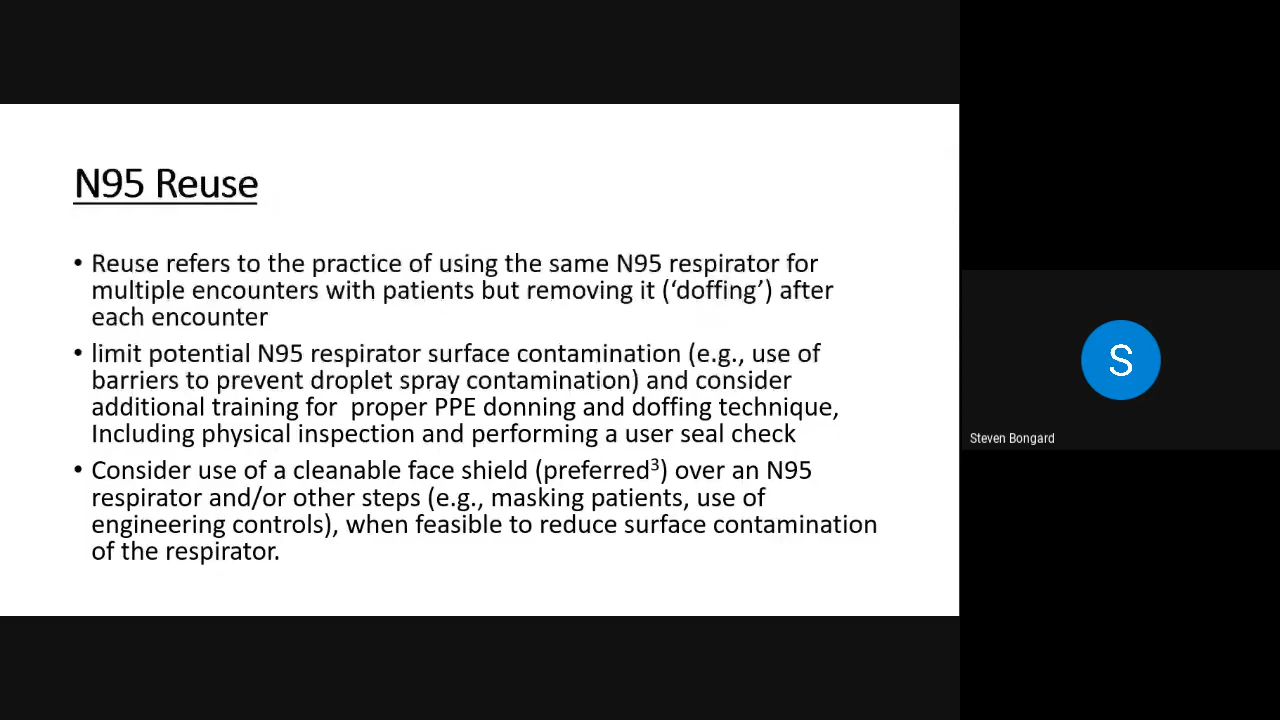 N95 Reuse
• Reuse refers to the practice of using the same N95 respirator for
multiple encounters with patients but removing it (‘doffing’) after
each encounter
• limit potential N95 respirator surface contamination (e.g., use of
barriers to prevent droplet spray contamination) and consider
additional training for  proper PPE donning and doffing technique,
Including physical inspection and performing a user seal check
• Consider use of a cleanable face shield (preferred³) over an N95
respirator and/or other steps (e.g., masking patients, use of
engineering controls), when feasible to reduce surface contamination
of the respirator.
S
Steven Bongard